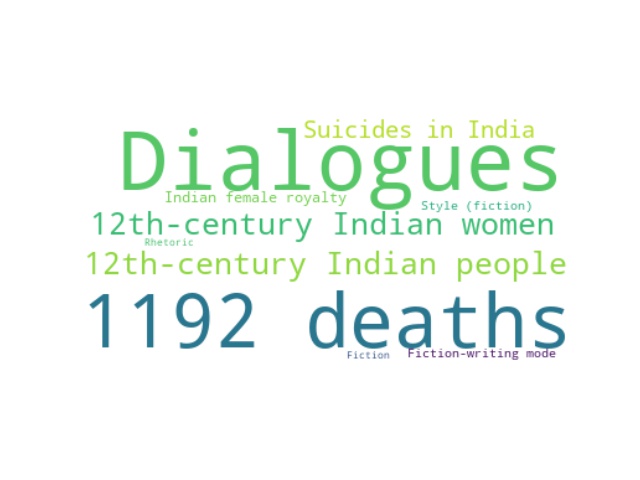 Suicides in India
Dialogues
Indian female royalty
Style (fiction)
12th-century Indian women
Rhetoric
12th-century Indian people
1192 deaths
Fiction
Fiction-writing mode